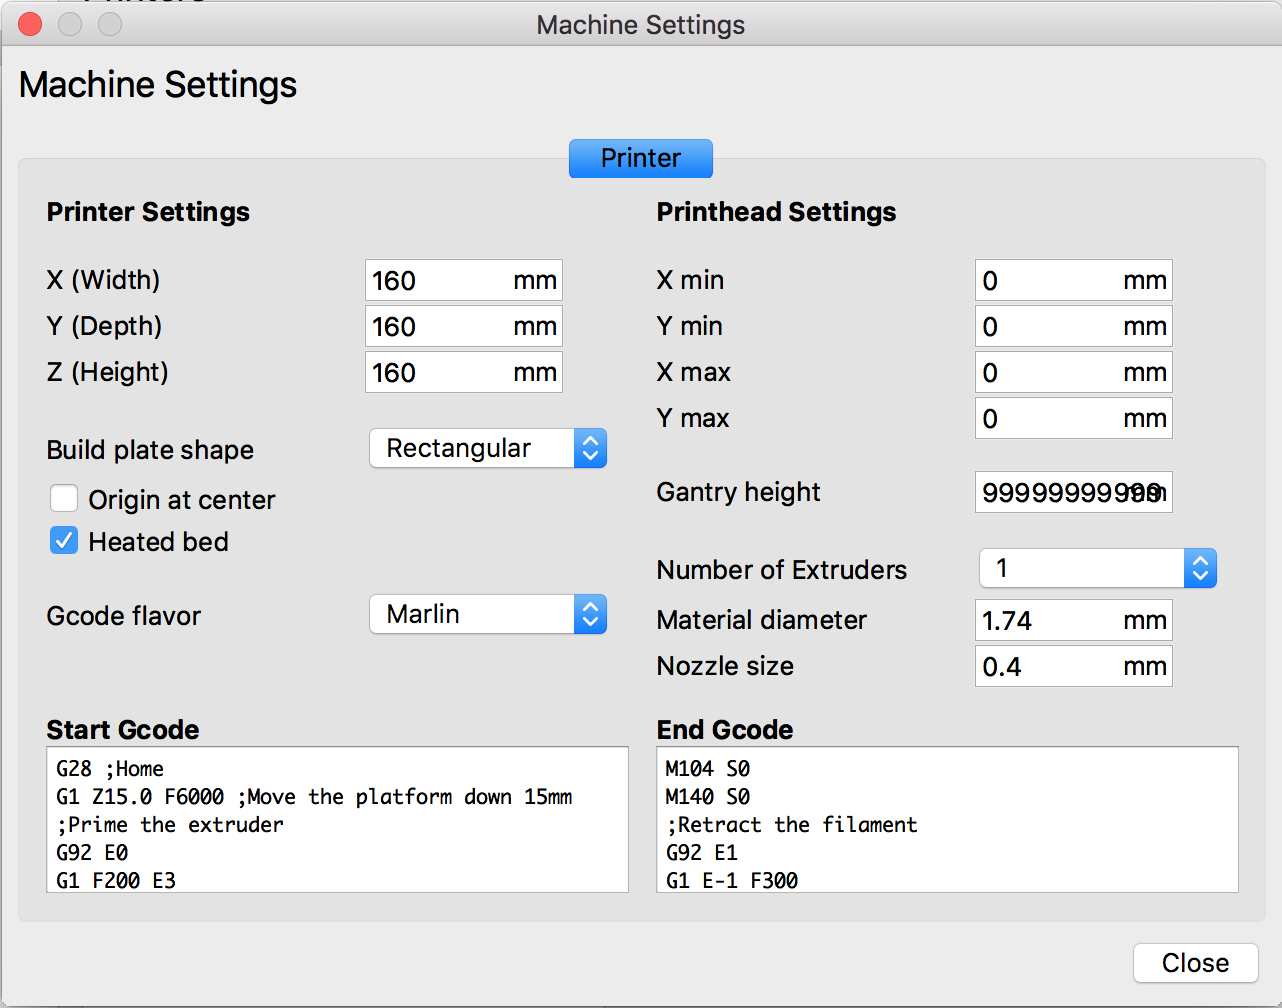 Machine Settings
Machine Settings
Printer
Printer Settings
X (Width) 160 mm
Y (Depth) 160 mm
Z (Height) 160 mm
Build plate shape Rectangular
Origin at center
Heated bed
Gcode flavor Marlin
Printhead Settings
X min 0 mm
Y min 0 mm
X max 0 mm
Y max 0 mm
Gantry height 99999999999 mm
Number of Extruders 1
Material diameter 1.74 mm
Nozzle size 0.4 mm
Start Gcode
G28 ;Home
G1 Z15.0 F6000 ;Move the platform down 15mm
;Prime the extruder
G92 E0
G1 F200 E3
End Gcode
M104 S0
M140 S0
;Retract the filament
G92 E1
G1 E-1 F300
Close